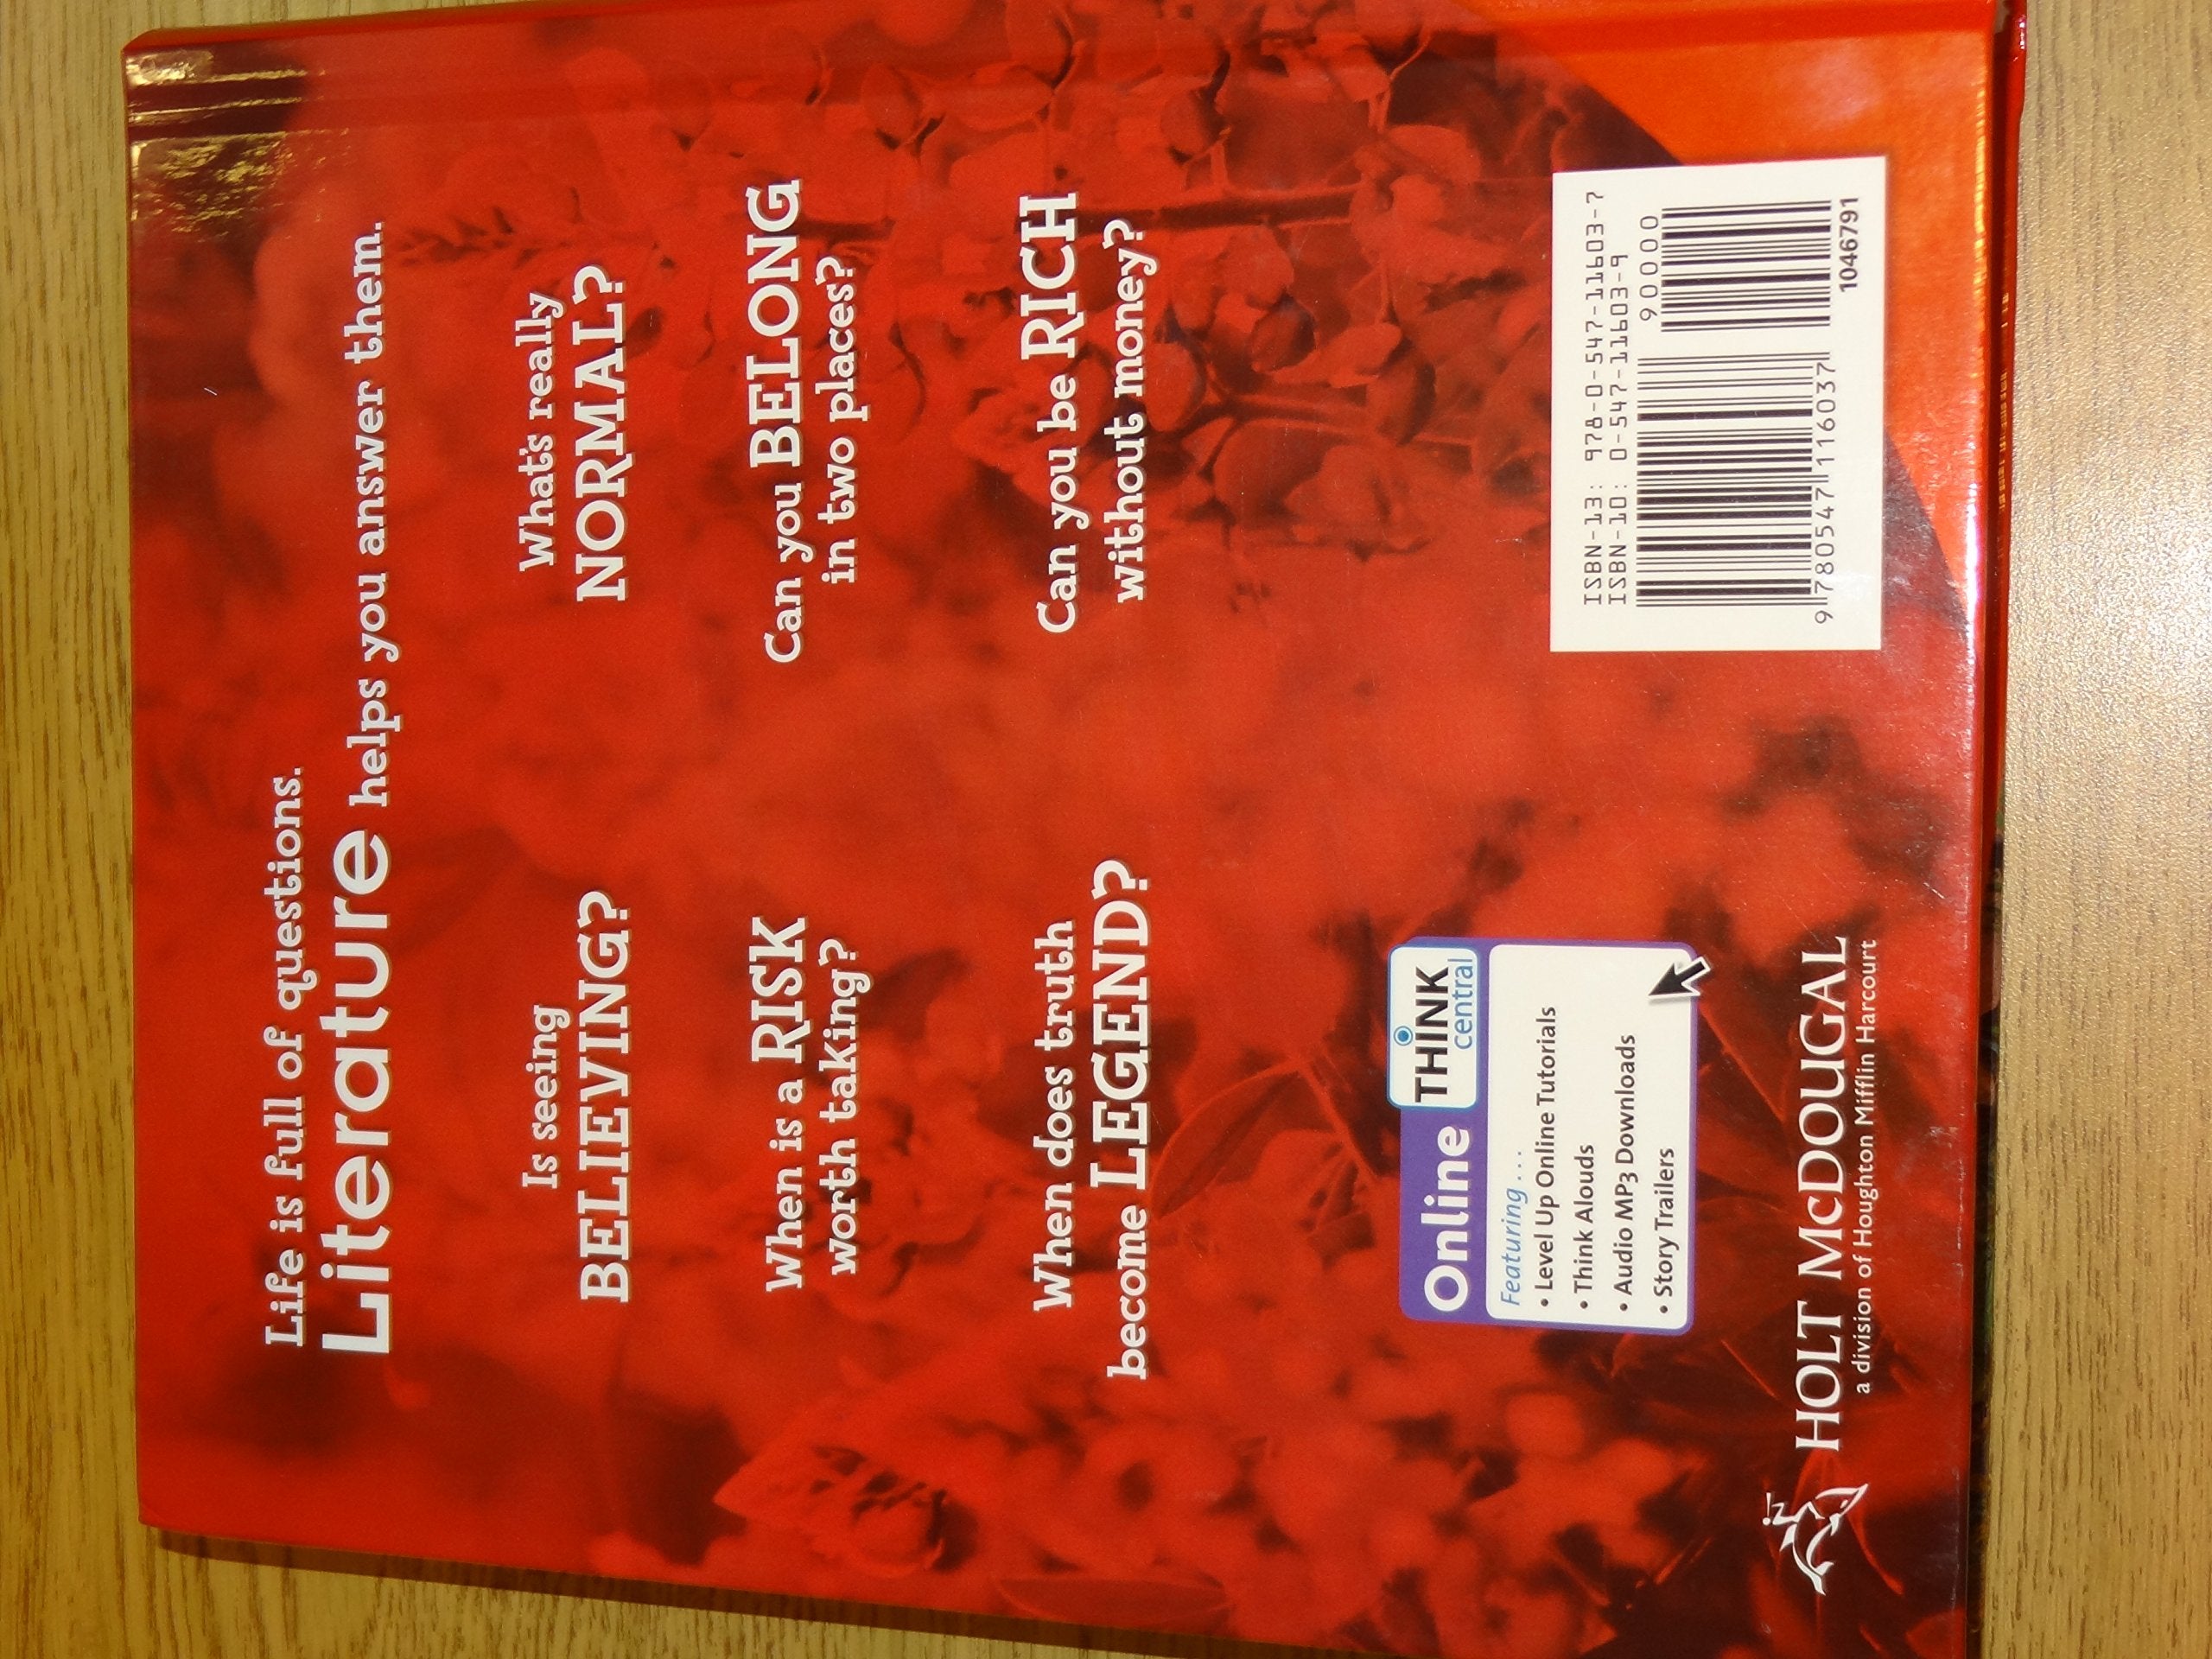 Life is full of questions.
Literature helps you answer them.
Is seeing
BELIEVING?
What's really
NORMAL?
When is a RISK
worth taking?
Can you BELONG
in two places?
When does truth
become LEGEND?
Can you be RICH
without money?
Online THINK central
Featuring ...
• Level Up Online Tutorials
• Think Alouds
• Audio MP3 Downloads
• Story Trailers
HOLT McDOUGAL
a division of Houghton Mifflin Harcourt
ISBN-13: 978-0-547-11603-7
ISBN-10: 0-547-11603-9
90000
9 780547 116037
1046791